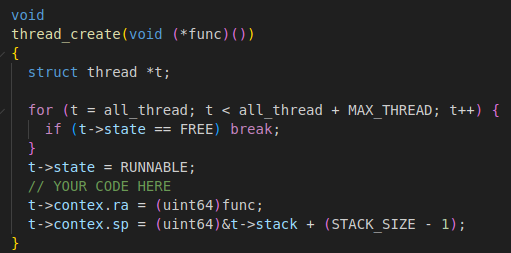 void
thread_create(void (*func)())
{
  struct thread *t;

  for (t = all_thread; t < all_thread + MAX_THREAD; t++) {
    if (t->state == FREE) break;
  }
  t->state = RUNNABLE;
  // YOUR CODE HERE
  t->contex.ra = (uint64)func;
  t->contex.sp = (uint64)&t->stack + (STACK_SIZE - 1);
}